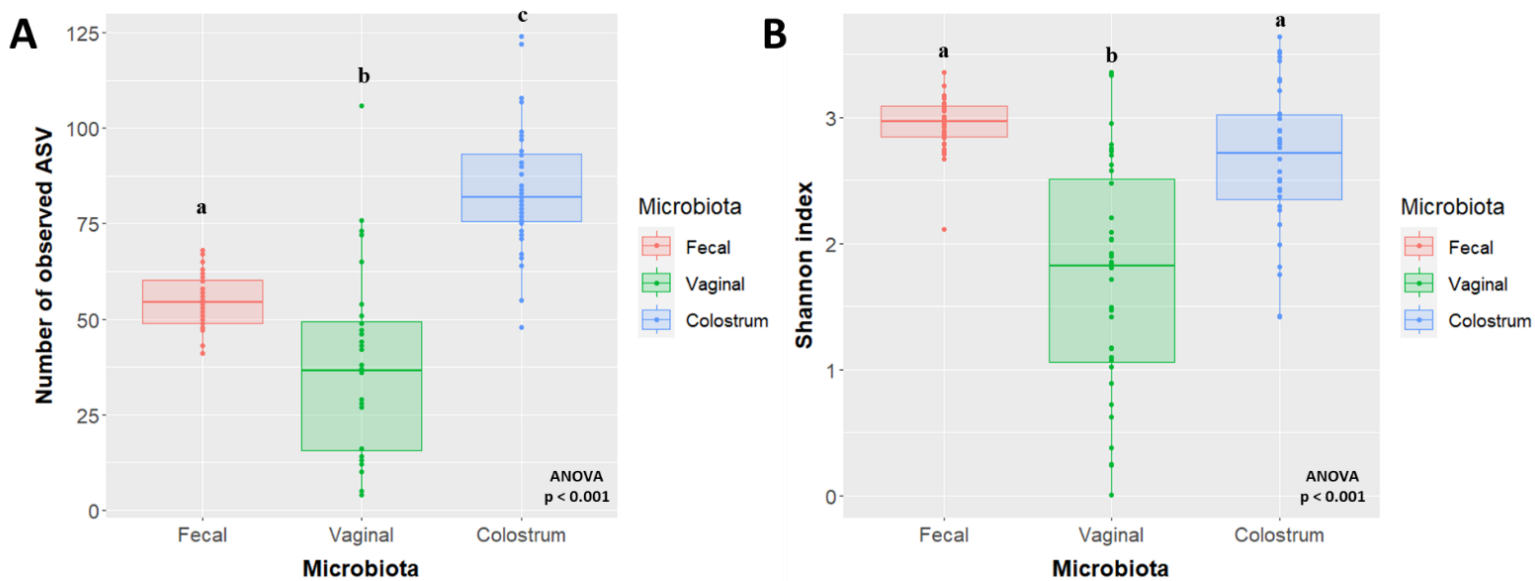 A
Number of observed ASV
125
100
75
50
25
0
a
b
c
ANOVA
p < 0.001
Fecal
Vaginal
Colostrum
Microbiota
Microbiota
Fecal
Vaginal
Colostrum
B
Shannon index
3
2
1
0
a
b
a
ANOVA
p < 0.001
Fecal
Vaginal
Colostrum
Microbiota
Microbiota
Fecal
Vaginal
Colostrum